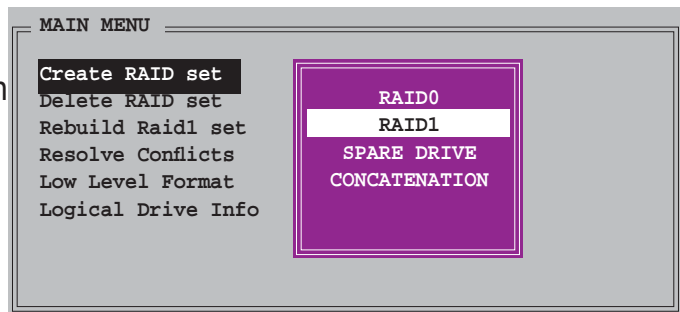 MAIN MENU
Create RAID set
Delete RAID set
Rebuild Raid1 set
Resolve Conflicts
Low Level Format
Logical Drive Info
RAID0
RAID1
SPARE DRIVE
CONCATENATION